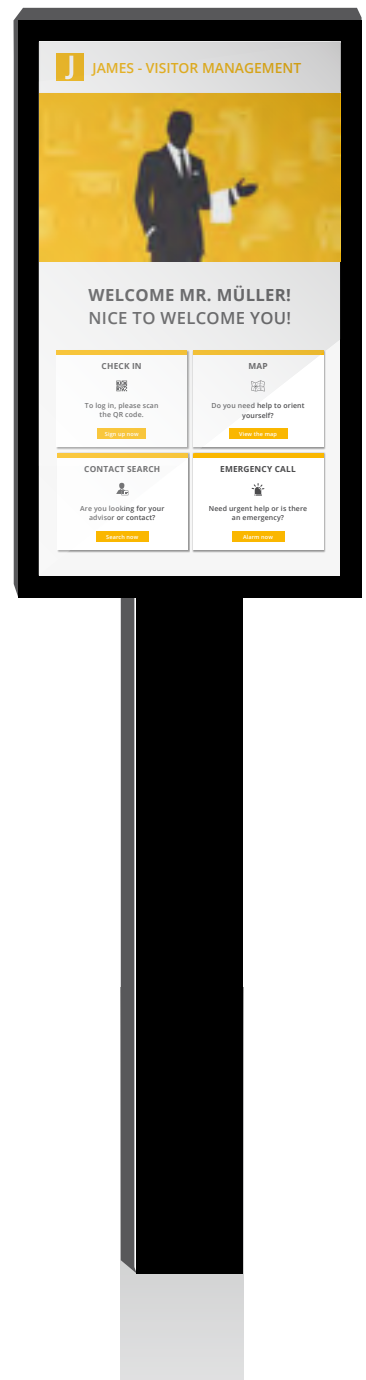 J JAMES - VISITOR MANAGEMENT
WELCOME MR. MÜLLER!
NICE TO WELCOME YOU!
CHECK IN
To log in, please scan
the QR code.
Sign up now
MAP
Do you need help to orient
yourself?
View the map
CONTACT SEARCH
Are you looking for your
advisor or contact?
Search now
EMERGENCY CALL
Need urgent help or is there
an emergency?
Alarm now